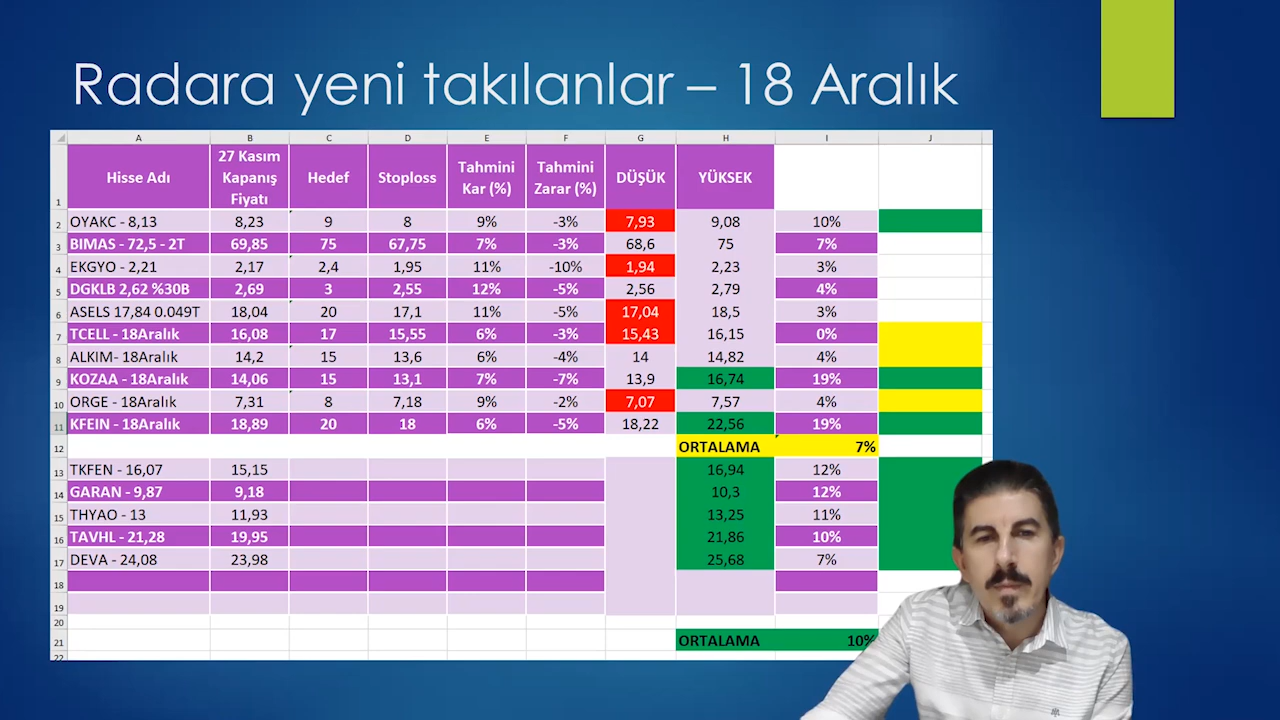 Radara yeni takılanlar – 18 Aralık
A B C D E F G H I J
1 Hisse Adı 27 Kasım Kapanış Fiyatı Hedef Stoploss Tahmini Kar (%) Tahmini Zarar (%) DÜŞÜK YÜKSEK
2 OYAKC - 8,13 8,23 9 8 9% -3% 7,93 9,08 10%
3 BIMAS - 72,5 - 2T 69,85 75 67,75 7% -3% 68,6 75 7%
4 EKGYO - 2,21 2,17 2,4 1,95 11% -10% 1,94 2,23 3%
5 DGKLB 2,62 %30B 2,69 3 2,55 12% -5% 2,56 2,79 4%
6 ASELS 17,84 0.049T 18,04 20 17,1 11% -5% 17,04 18,5 3%
7 TCELL - 18Aralık 16,08 17 15,55 6% -3% 15,43 16,15 0%
8 ALKIM- 18Aralık 14,2 15 13,6 6% -4% 14 14,82 4%
9 KOZAA - 18Aralık 14,06 15 13,1 7% -7% 13,9 16,74 19%
10 ORGE - 18Aralık 7,31 8 7,18 9% -2% 7,07 7,57 4%
11 KFEIN - 18Aralık 18,89 20 18 6% -5% 18,22 22,56 19%
12 ORTALAMA 7%
13 TKFEN - 16,07 15,15 16,94 12%
14 GARAN - 9,87 9,18 10,3 12%
15 THYAO - 13 11,93 13,25 11%
16 TAVHL - 21,28 19,95 21,86 10%
17 DEVA - 24,08 23,98 25,68 7%
18
19
20
21 ORTALAMA 10%
22